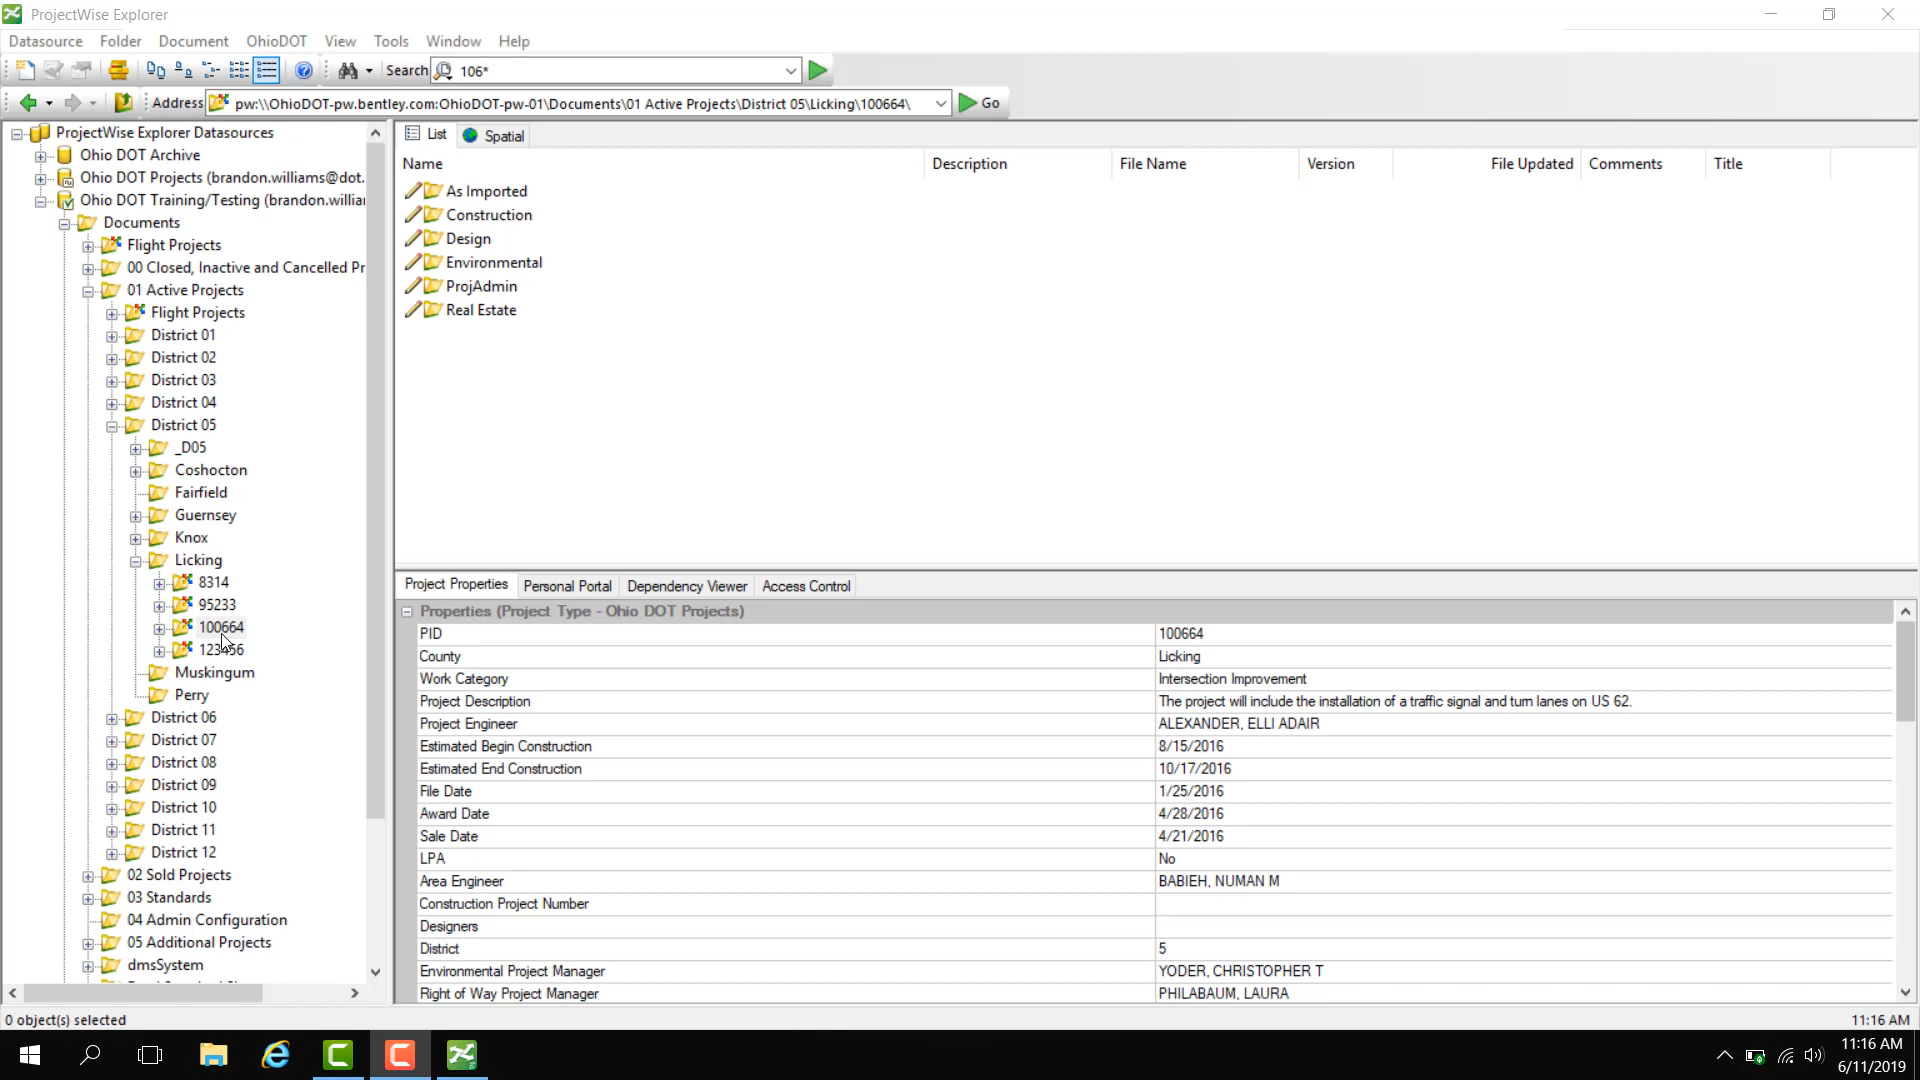 ProjectWise Explorer
Datasource Folder Document OhioDOT View Tools Window Help
Search 106*
Address pw:\\OhioDOT-pw.bentley.com:OhioDOT-pw-01\Documents\01 Active Projects\District 05\Licking\100664\ Go
ProjectWise Explorer Datasources
Ohio DOT Archive
Ohio DOT Projects (brandon.williams@dot.
Ohio DOT Training/Testing (brandon.willia
Documents
Flight Projects
00 Closed, Inactive and Cancelled Pr
01 Active Projects
Flight Projects
District 01
District 02
District 03
District 04
District 05
_D05
Coshocton
Fairfield
Guernsey
Knox
Licking
8314
95233
100664
123456
Muskingum
Perry
District 06
District 07
District 08
District 09
District 10
District 11
District 12
02 Sold Projects
03 Standards
04 Admin Configuration
05 Additional Projects
dmsSystem
List Spatial
Name Description File Name Version File Updated Comments Title
As Imported
Construction
Design
Environmental
ProjAdmin
Real Estate
Project Properties Personal Portal Dependency Viewer Access Control
Properties (Project Type - Ohio DOT Projects)
PID 100664
County Licking
Work Category Intersection Improvement
Project Description The project will include the installation of a traffic signal and turn lanes on US 62.
Project Engineer ALEXANDER, ELLI ADAIR
Estimated Begin Construction 8/15/2016
Estimated End Construction 10/17/2016
File Date 1/25/2016
Award Date 4/28/2016
Sale Date 4/21/2016
LPA No
Area Engineer BABIEH, NUMAN M
Construction Project Number
Designers
District 5
Environmental Project Manager YODER, CHRISTOPHER T
Right of Way Project Manager PHILABAUM, LAURA
0 object(s) selected 11:16 AM
11:16 AM
6/11/2019